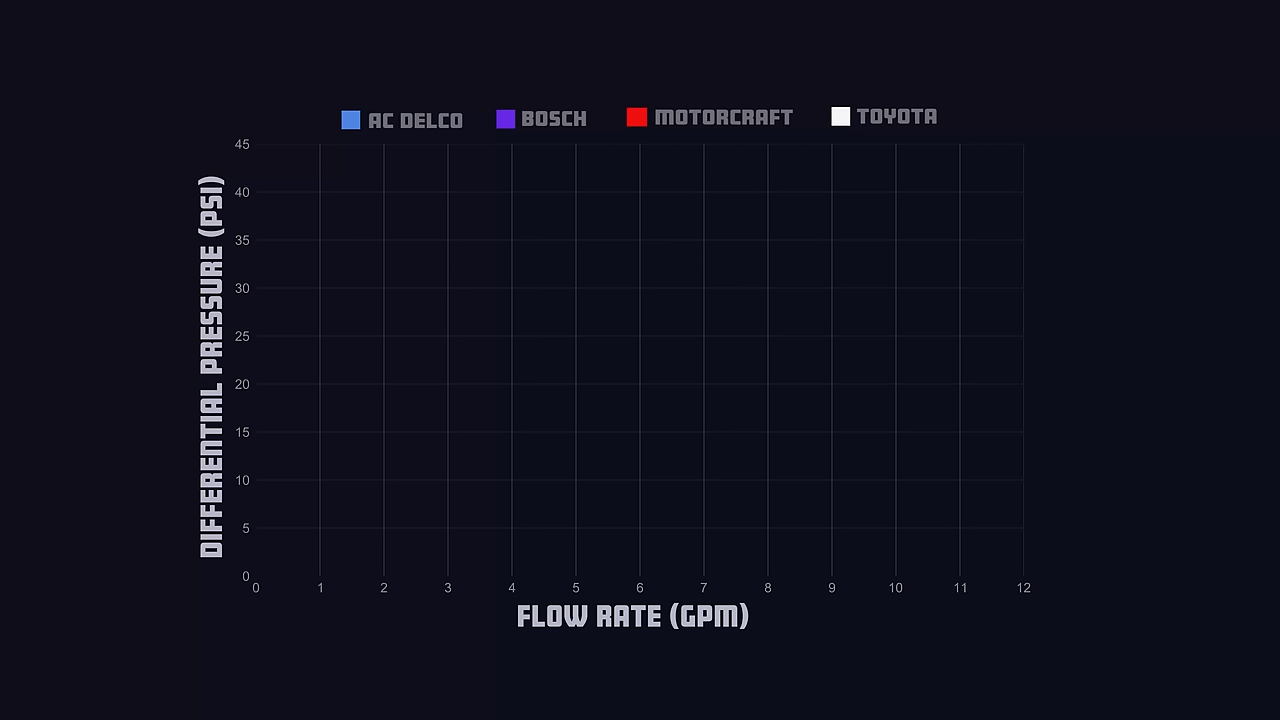 AC DELCO BOSCH MOTORCRAFT TOYOTA
DIFFERENTIAL PRESSURE (PSI)
45
40
35
30
25
20
15
10
5
0
0 1 2 3 4 5 6 7 8 9 10 11 12
FLOW RATE (GPM)